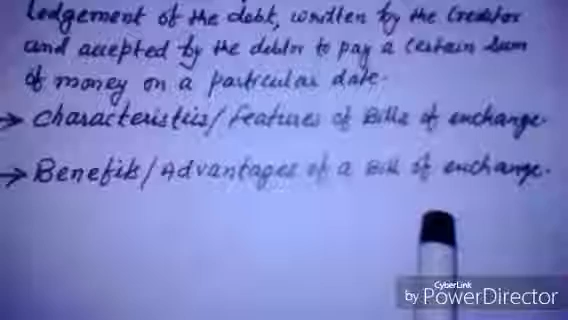 ledgement of the debt, written by the Creditor
and accepted by the debtor to pay a certain sum
of money on a particular date.
→ Characteristics/Features of Bills of exchange.
→ Benefits/Advantages of a Bill of exchange.
CyberLink
by PowerDirector